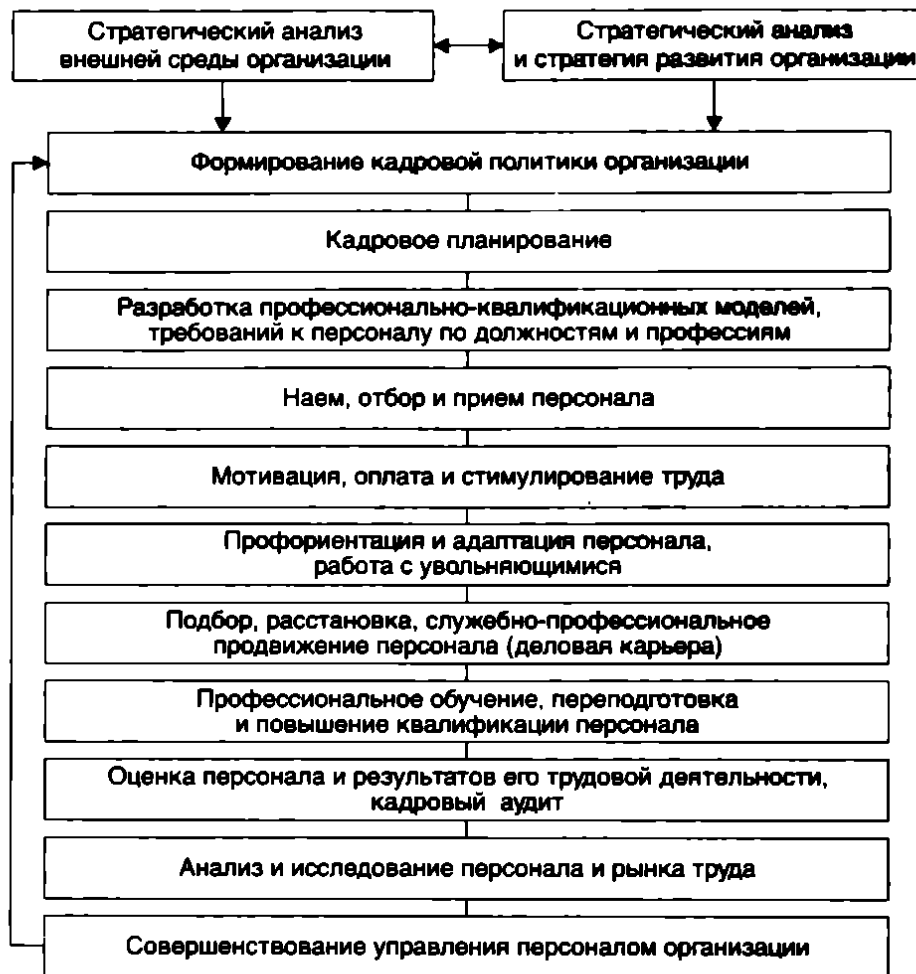 Стратегический анализ
внешней среды организации
Стратегический анализ
и стратегия развития организации
Формирование кадровой политики организации
Кадровое планирование
Разработка профессионально-квалификационных моделей,
требований к персоналу по должностям и профессиям
Наем, отбор и прием персонала
Мотивация, оплата и стимулирование труда
Профориентация и адаптация персонала,
работа с увольняющимися
Подбор, расстановка, служебно-профессиональное
продвижение персонала (деловая карьера)
Профессиональное обучение, переподготовка
и повышение квалификации персонала
Оценка персонала и результатов его трудовой деятельности,
кадровый аудит
Анализ и исследование персонала и рынка труда
Совершенствование управления персоналом организации